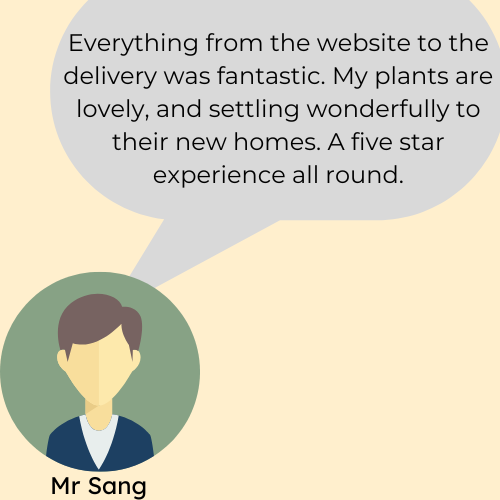 Everything from the website to the
delivery was fantastic. My plants are
lovely, and settling wonderfully to
their new homes. A five star
experience all round.
Mr Sang